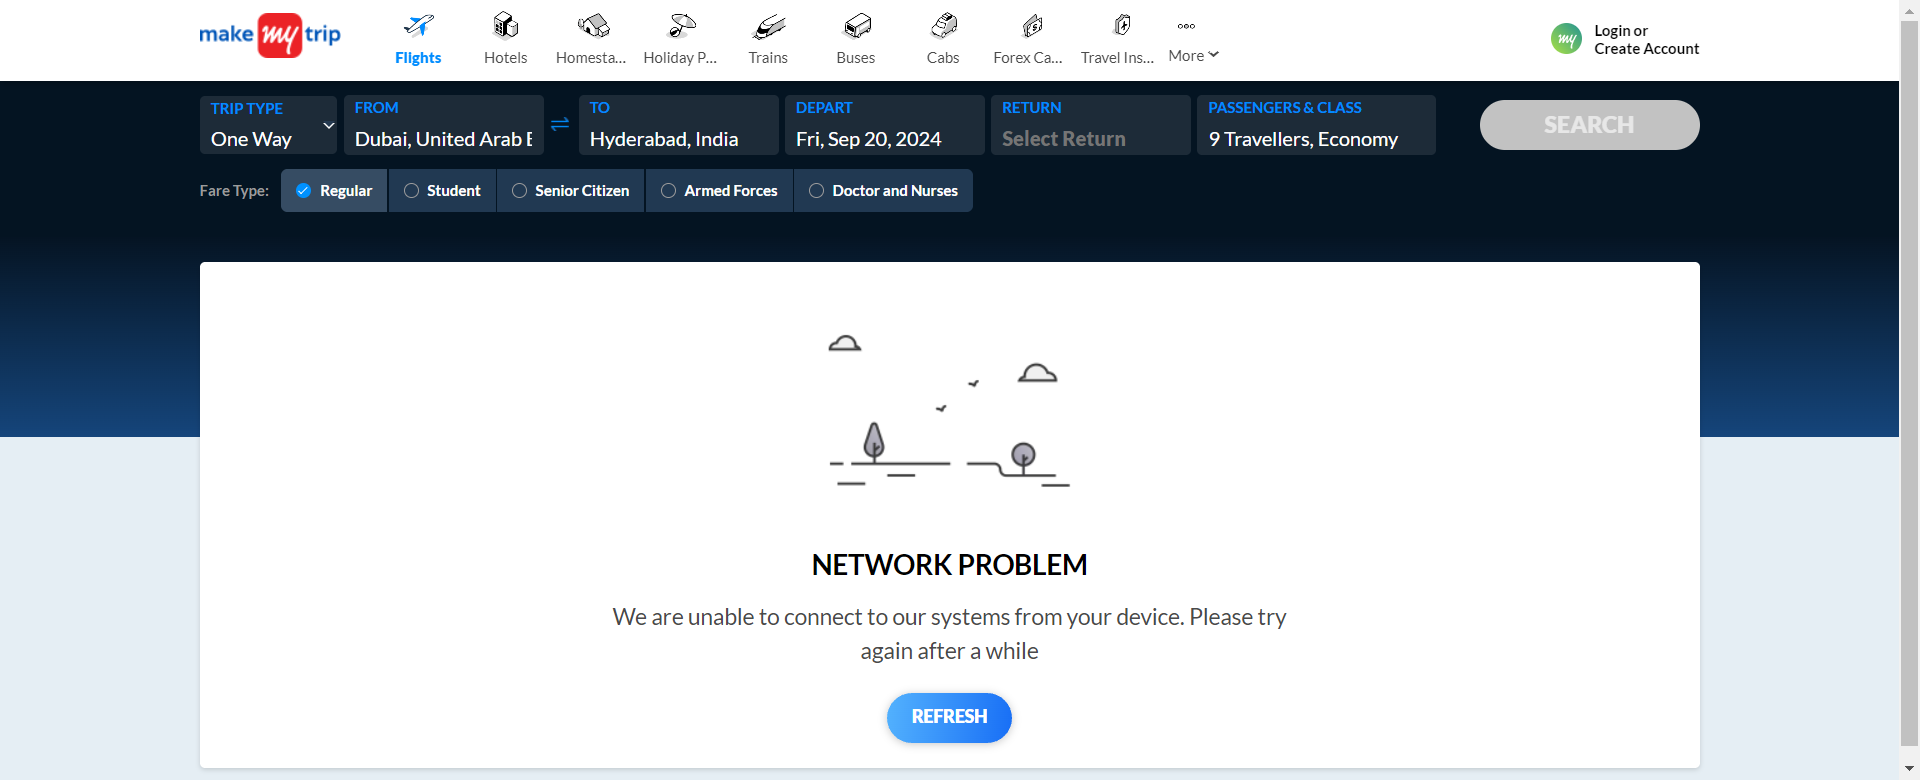 make my trip
Flights
Hotels
Homesta...
Holiday P...
Trains
Buses
Cabs
Forex Ca...
Travel Ins...
More
my
Login or
Create Account
TRIP TYPE
One Way
FROM
Dubai, United Arab E
TO
Hyderabad, India
DEPART
Fri, Sep 20, 2024
RETURN
Select Return
PASSENGERS & CLASS
9 Travellers, Economy
SEARCH
Fare Type:
Regular
Student
Senior Citizen
Armed Forces
Doctor and Nurses
NETWORK PROBLEM
We are unable to connect to our systems from your device. Please try
again after a while
REFRESH